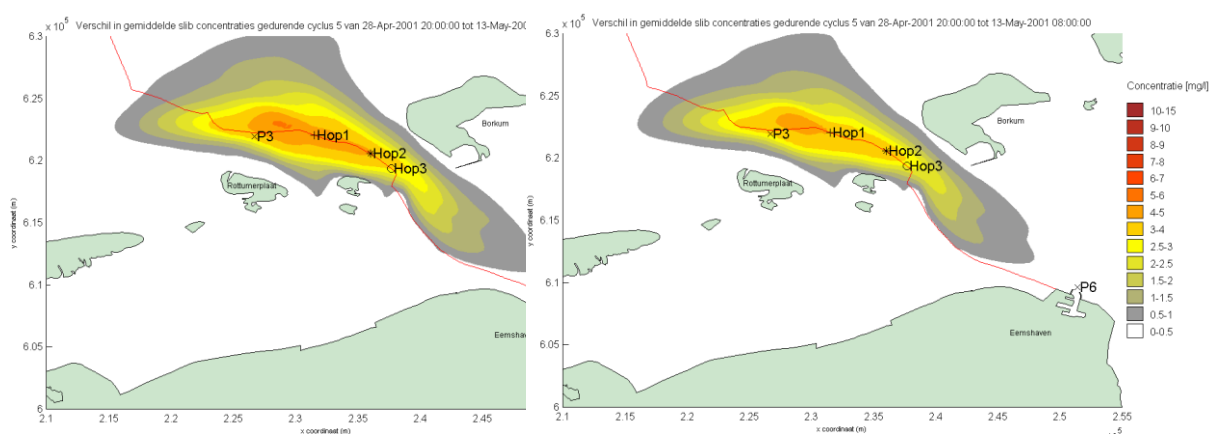 Verschil in gemiddelde slib concentraties gedurende cyclus 5 van 28-Apr-2001 20:00:00 tot 13-May-200
x 10^5
6.3
6.25
6.2
6.15
6.1
6.05
6
y coordinaat (m)
Borkum
P3
Hop1
Hop2
Hop3
Rottumerplaat
Eemshaven
2.1
2.15
2.2
2.25
2.3
2.35
2.4
2.45
x coordinaat (m)
Verschil in gemiddelde slib concentraties gedurende cyclus 5 van 28-Apr-2001 20:00:00 tot 13-May-2001 08:00:00
x 10^5
6.3
6.25
6.2
6.15
6.1
6.05
6
y coordinaat (m)
Borkum
P3
Hop1
Hop2
Hop3
Rottumerplaat
P6
Eemshaven
2.1
2.15
2.2
2.25
2.3
2.35
2.4
2.45
2.5
2.55
x coordinaat (m)
Concentratie [mg/l]
10-15
9-10
8-9
7-8
6-7
5-6
4-5
3-4
2.5-3
2-2.5
1.5-2
1-1.5
0.5-1
0-0.5